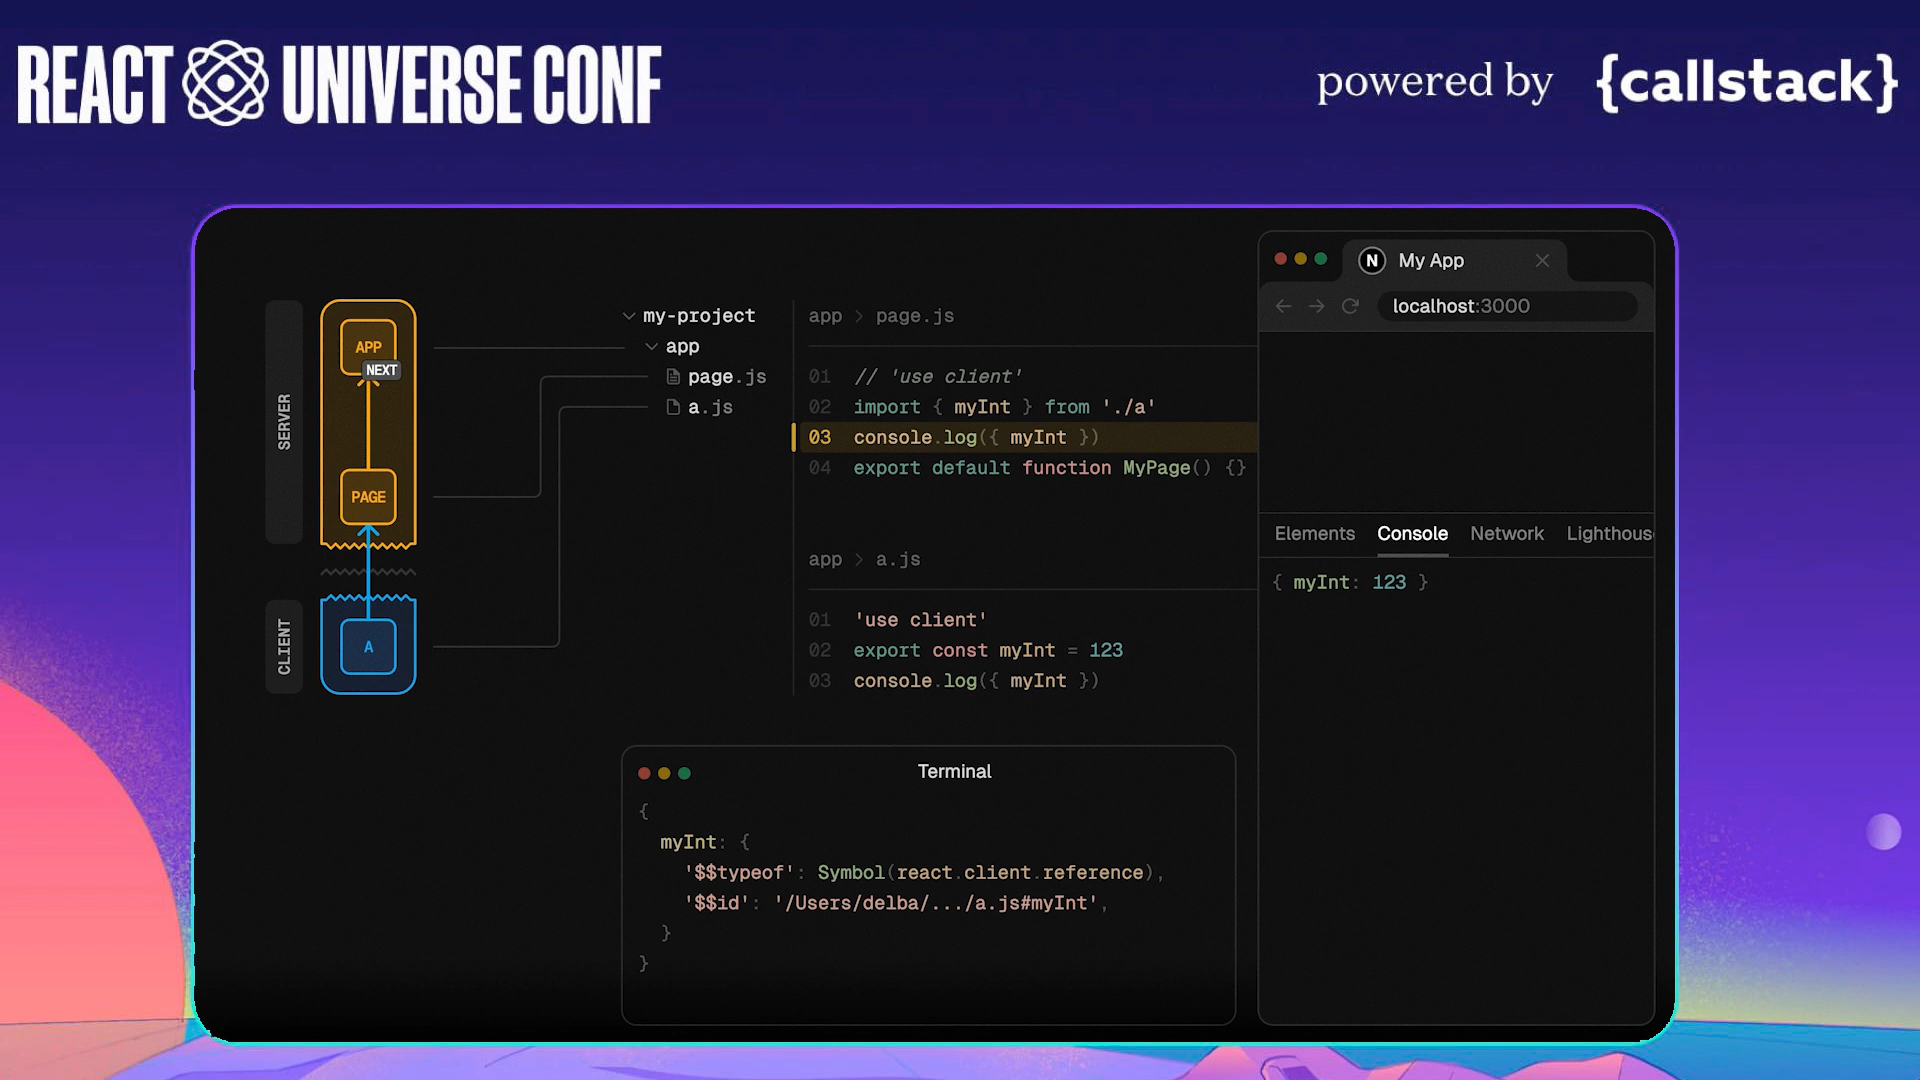 REACT UNIVERSE CONF
powered by {callstack}
SERVER
APP
NEXT
PAGE
CLIENT
A
my-project
app
page.js
a.js
app > page.js
01 // 'use client'
02 import { myInt } from './a'
03 console.log({ myInt })
04 export default function MyPage() {}
app > a.js
01 'use client'
02 export const myInt = 123
03 console.log({ myInt })
Terminal
{
myInt: {
'$$typeof': Symbol(react.client.reference),
'$$id': '/Users/delba/.../a.js#myInt',
}
}
N My App
localhost:3000
Elements Console Network Lighthous
{ myInt: 123 }